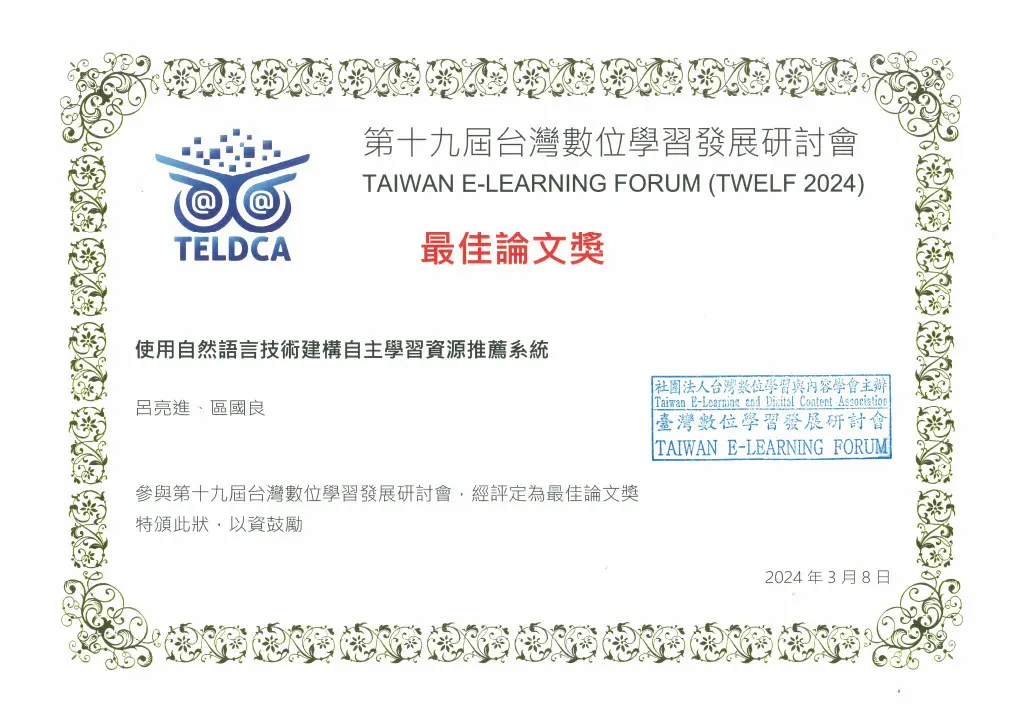 第十九屆台灣數位學習發展研討會
TAIWAN E-LEARNING FORUM (TWELF 2024)
@ @
TELDCA
最佳論文獎
使用自然語言技術建構自主學習資源推薦系統
呂亮進、區國良
社團法人台灣數位學習與內容學會主辦
Taiwan E-Learning and Digital Content Association
臺灣數位學習發展研討會
TAIWAN E-LEARNING FORUM
參與第十九屆台灣數位學習發展研討會，經評定為最佳論文獎
特頒此狀，以資鼓勵
2024 年 3 月 8 日